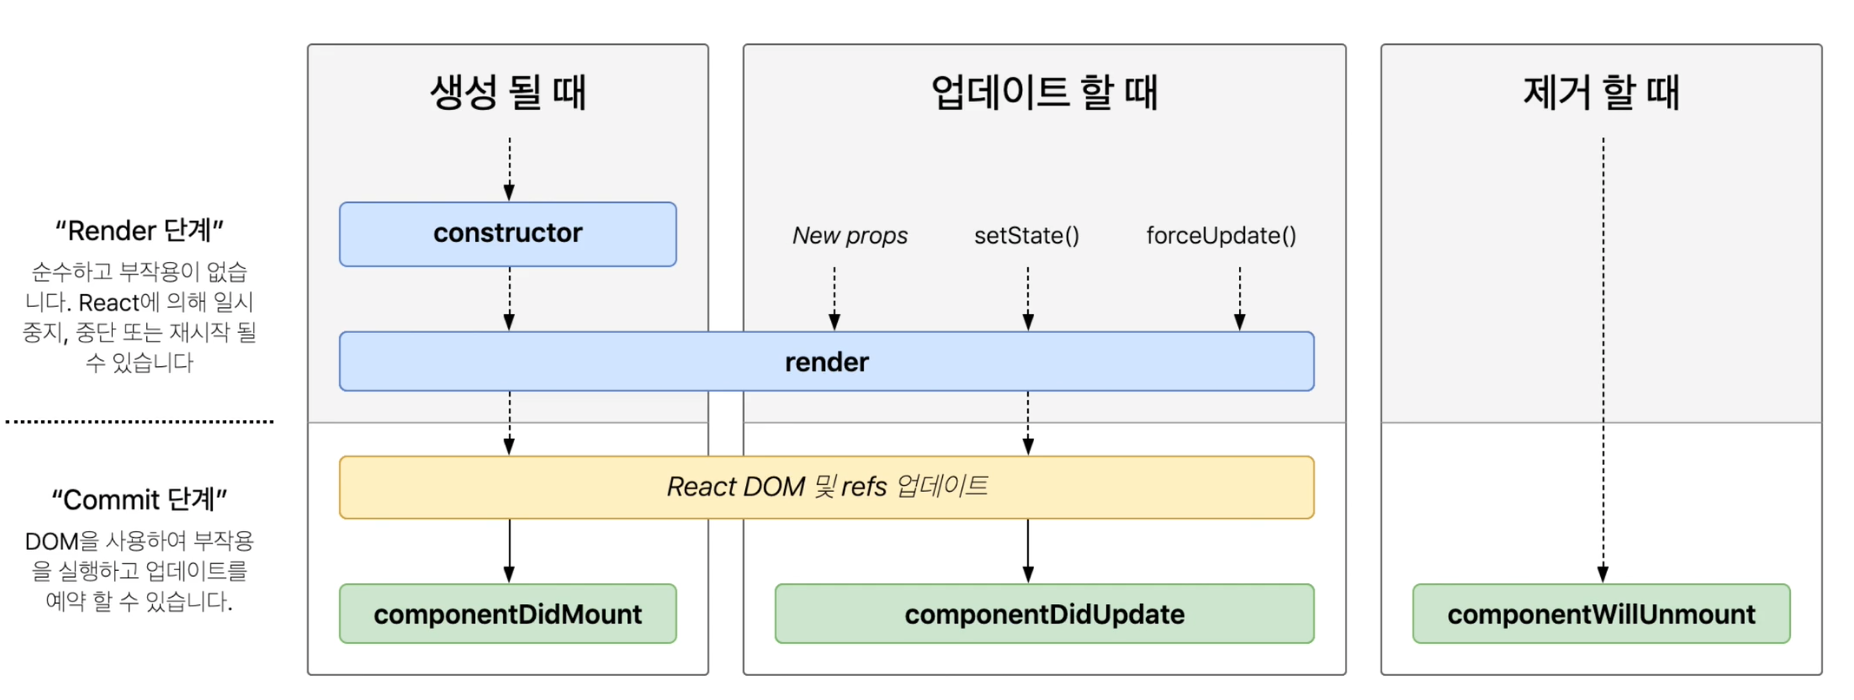 생성 될 때
업데이트 할 때
제거 할 때
“Render 단계”
순수하고 부작용이 없습
니다. React에 의해 일시
중지, 중단 또는 재시작 될
수 있습니다
constructor
New props
setState()
forceUpdate()
render
“Commit 단계”
DOM을 사용하여 부작용
을 실행하고 업데이트를
예약 할 수 있습니다.
React DOM 및 refs 업데이트
componentDidMount
componentDidUpdate
componentWillUnmount